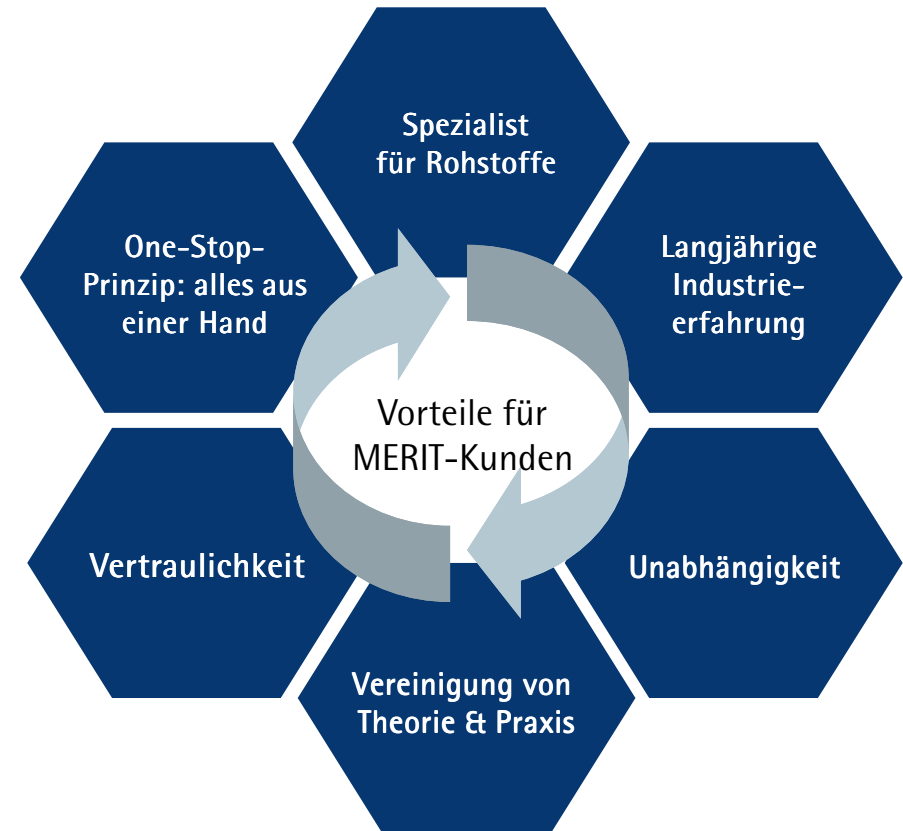 Spezialist
für Rohstoffe
One-Stop-
Prinzip: alles aus
einer Hand
Langjährige
Industrie-
erfahrung
Vorteile für
MERIT-Kunden
Vertraulichkeit
Unabhängigkeit
Vereinigung von
Theorie & Praxis